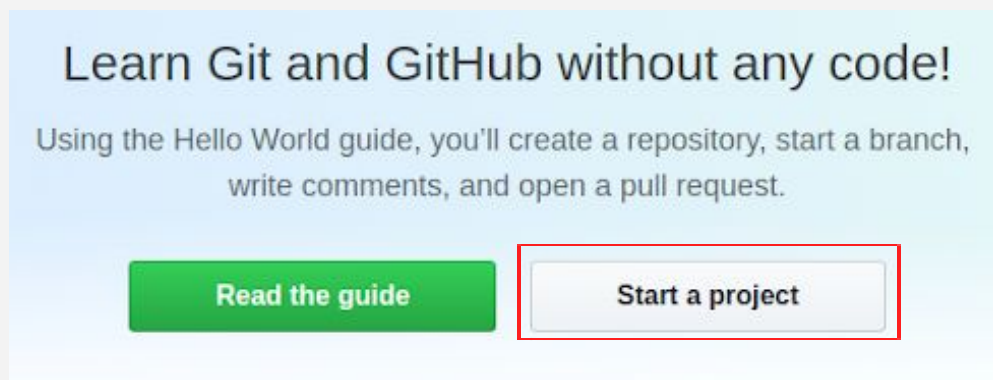 Learn Git and GitHub without any code!
Using the Hello World guide, you’ll create a repository, start a branch,
write comments, and open a pull request.
Read the guide
Start a project